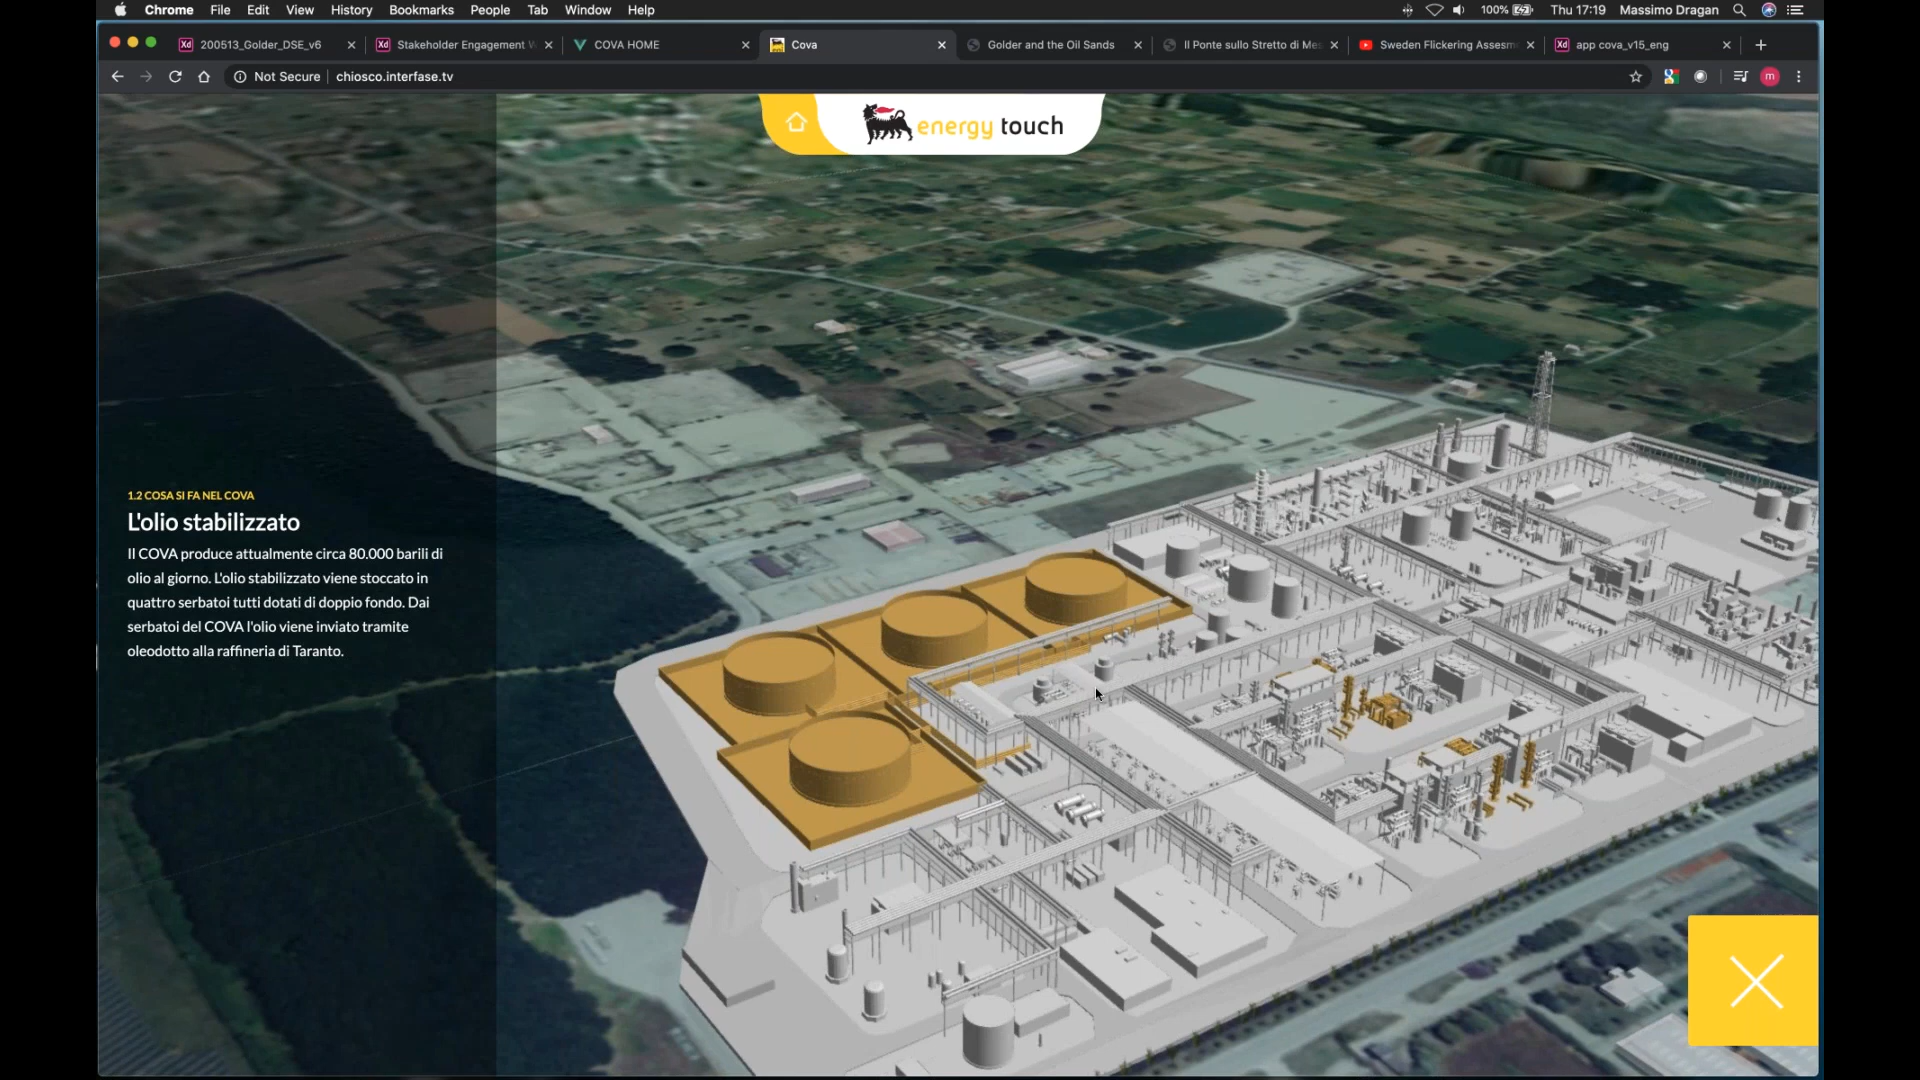 Chrome File Edit View History Bookmarks People Tab Window Help 100% Thu 17:19 Massimo Dragan
200513_Golder_DSE_v6 Stakeholder Engagement COVA HOME Cova Golder and the Oil Sands Il Ponte sullo Stretto di Mes Sweden Flickering Assesm app cova_v15_eng
Not Secure chiosco.interfase.tv m
energy touch
1.2 COSA SI FA NEL COVA
L'olio stabilizzato
Il COVA produce attualmente circa 80.000 barili di
olio al giorno. L'olio stabilizzato viene stoccato in
quattro serbatoi tutti dotati di doppio fondo. Dai
serbatoi del COVA l'olio viene inviato tramite
oleodotto alla raffineria di Taranto.